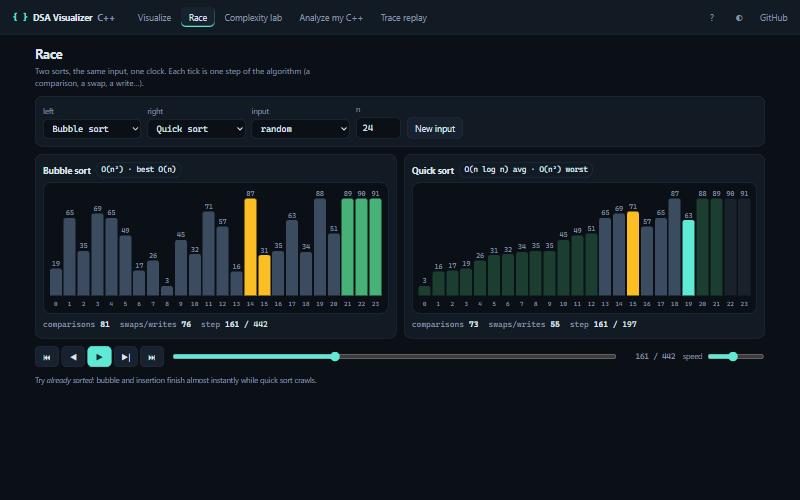 { } DSA Visualizer C++ Visualize Race Complexity lab Analyze my C++ Trace replay ? GitHub
Race
Two sorts, the same input, one clock. Each tick is one step of the algorithm (a
comparison, a swap, a write…).
left right input n
Bubble sort Quick sort random 24 New input
Bubble sort O(n²) · best O(n)
19 65 35 69 65 49 17 26 3 45 32 71 57 16 87 31 35 63 34 88 51 89 90 91
0 1 2 3 4 5 6 7 8 9 10 11 12 13 14 15 16 17 18 19 20 21 22 23
comparisons 81 swaps/writes 76 step 161 / 442
Quick sort O(n log n) avg · O(n²) worst
3 16 17 19 26 31 32 34 35 35 45 49 51 65 69 71 57 65 87 63 88 89 90 91
0 1 2 3 4 5 6 7 8 9 10 11 12 13 14 15 16 17 18 19 20 21 22 23
comparisons 73 swaps/writes 55 step 161 / 197
161 / 442 speed
Try already sorted: bubble and insertion finish almost instantly while quick sort crawls.